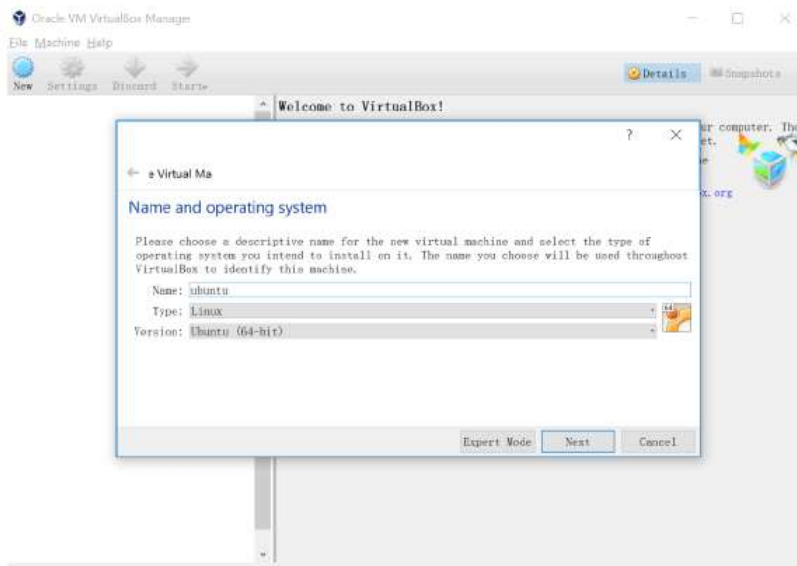 Oracle VM VirtualBox Manager
File Machine Help
New Settings Discard Start
Details Snapshots
Welcome to VirtualBox!
ur computer. The
et.
e
x.org
? ×
e Virtual Ma
Name and operating system
Please choose a descriptive name for the new virtual machine and select the type of
operating system you intend to install on it. The name you choose will be used throughout
VirtualBox to identify this machine.
Name: ubuntu
Type: Linux
64
Version: Ubuntu (64-bit)
Expert Mode Next Cancel